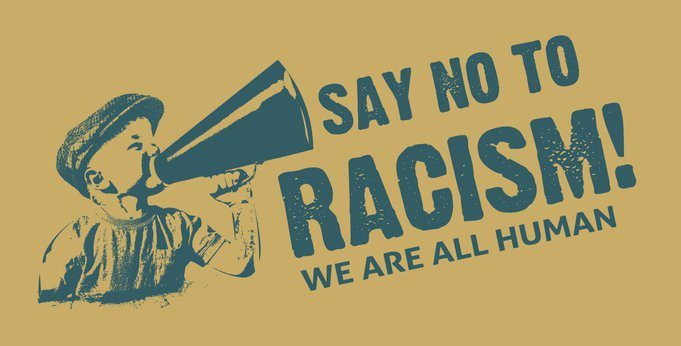 SAY NO TO
RACISM!
WE ARE ALL HUMAN